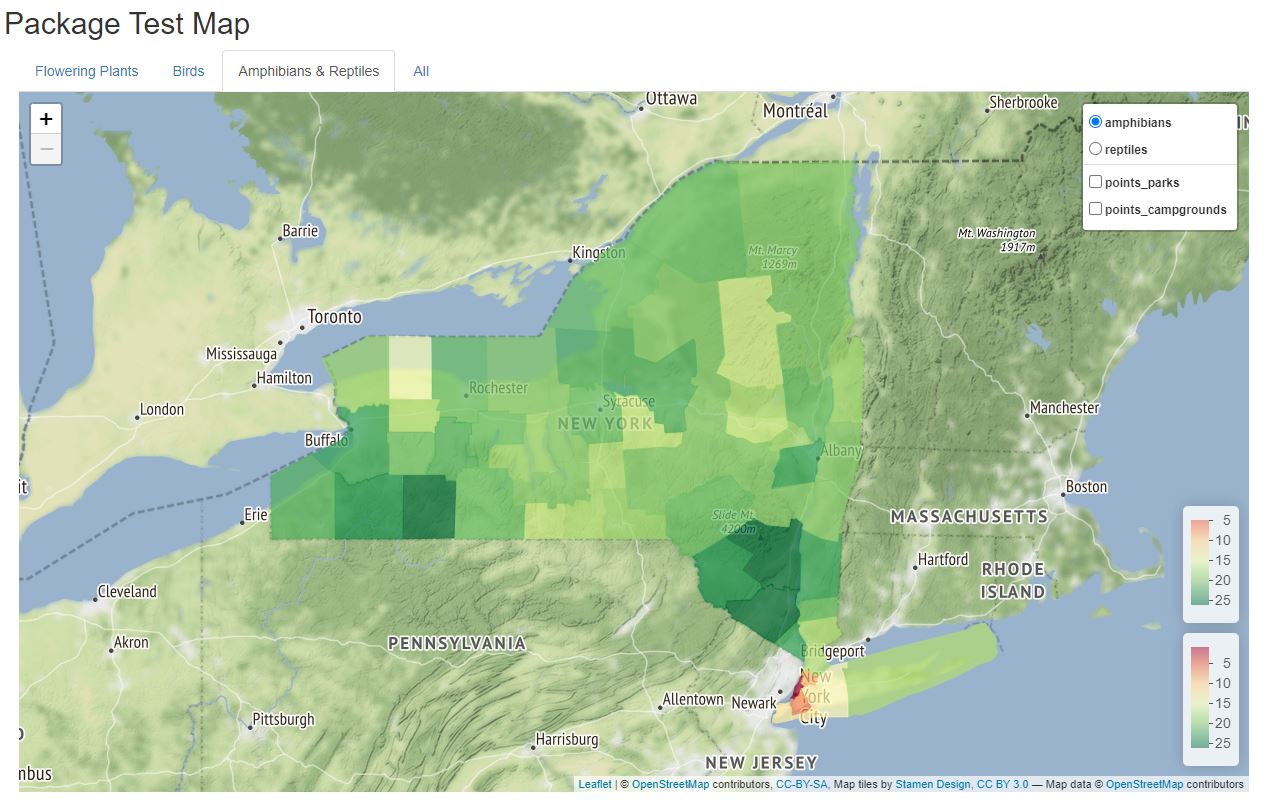 Package Test Map
Flowering Plants Birds Amphibians & Reptiles All
+
−
Ottawa
Montréal
Sherbrooke
amphibians
reptiles
points_parks
points_campgrounds
Barrie
Kingston
Mt. Marcy
1269m
Mt. Washington
1917m
Toronto
Mississauga
Hamilton
London
Rochester
Syracuse
NEW YORK
Buffalo
Albany
Manchester
Boston
Erie
Slide Mt.
4200m
MASSACHUSETTS
Hartford
RHODE
ISLAND
Cleveland
Akron
PENNSYLVANIA
Bridgeport
New
York
City
Newark
Allentown
Pittsburgh
Harrisburg
NEW JERSEY
5
10
15
20
25
5
10
15
20
25
Leaflet | © OpenStreetMap contributors, CC-BY-SA, Map tiles by Stamen Design, CC BY 3.0 — Map data © OpenStreetMap contributors